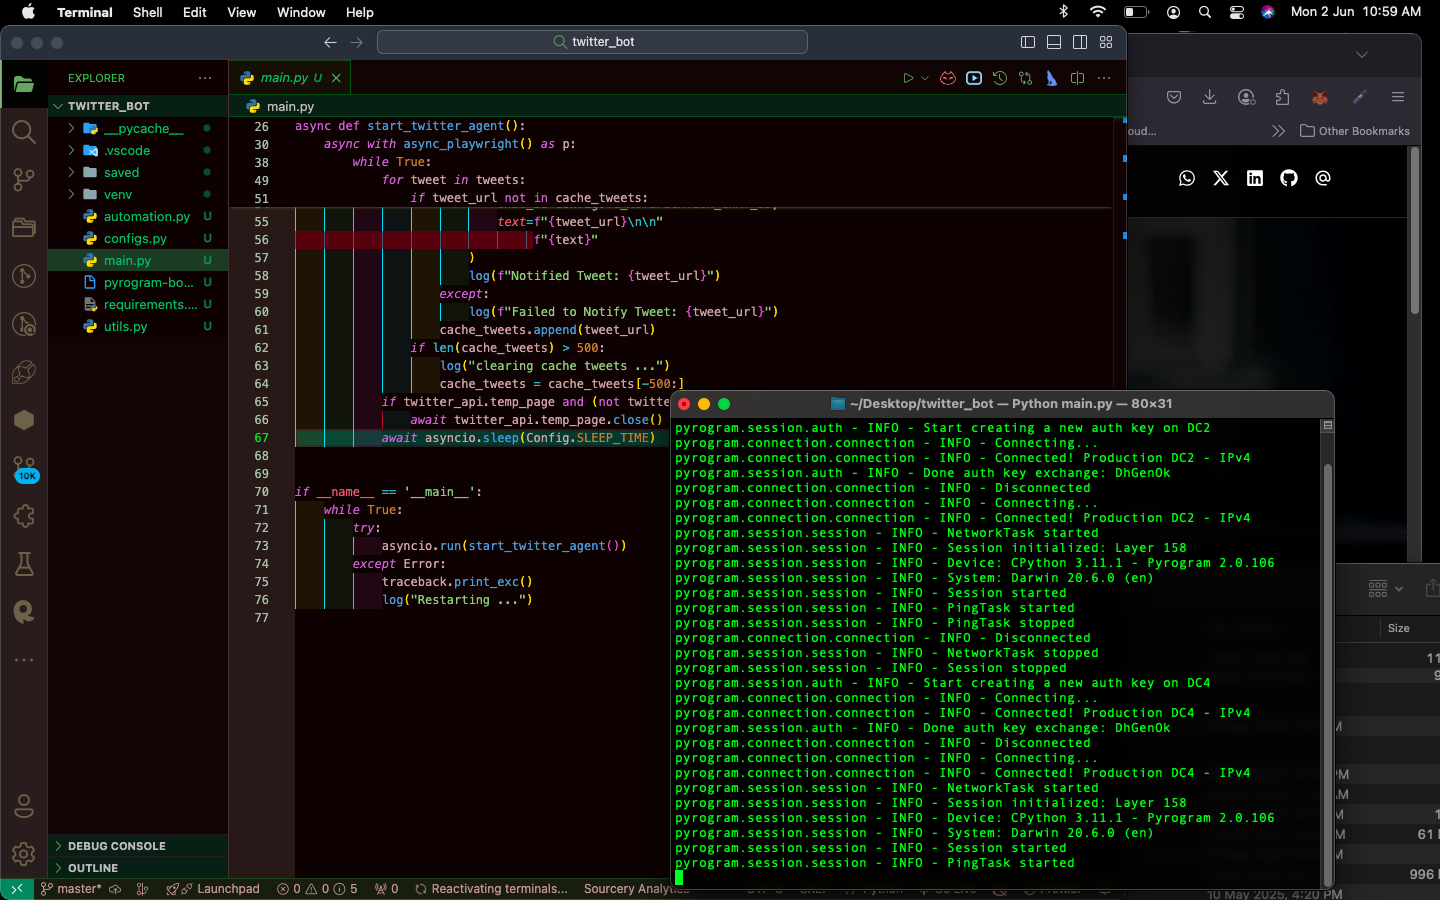 Terminal Shell Edit View Window Help Mon 2 Jun 10:59 AM
twitter_bot
EXPLORER
TWITTER_BOT
__pycache__
.vscode
saved
venv
automation.py U
configs.py U
main.py U
pyrogram-bo... U
requirements.... U
utils.py U
10K
DEBUG CONSOLE
OUTLINE
main.py U
main.py
26 async def start_twitter_agent():
30 async with async_playwright() as p:
38 while True:
49 for tweet in tweets:
51 if tweet_url not in cache_tweets:
55 text=f"{tweet_url}\n\n"
56 f"{text}"
57 )
58 log(f"Notified Tweet: {tweet_url}")
59 except:
60 log(f"Failed to Notify Tweet: {tweet_url}")
61 cache_tweets.append(tweet_url)
62 if len(cache_tweets) > 500:
63 log("clearing cache tweets ...")
64 cache_tweets = cache_tweets[-500:]
65 if twitter_api.temp_page and (not twitte
66 await twitter_api.temp_page.close()
67 await asyncio.sleep(Config.SLEEP_TIME)
68
69
70 if __name__ == '__main__':
71 while True:
72 try:
73 asyncio.run(start_twitter_agent())
74 except Error:
75 traceback.print_exc()
76 log("Restarting ...")
77
oud...
Other Bookmarks
~/Desktop/twitter_bot — Python main.py — 80×31
pyrogram.session.auth - INFO - Start creating a new auth key on DC2
pyrogram.connection.connection - INFO - Connecting...
pyrogram.connection.connection - INFO - Connected! Production DC2 - IPv4
pyrogram.session.auth - INFO - Done auth key exchange: DhGenOk
pyrogram.connection.connection - INFO - Disconnected
pyrogram.connection.connection - INFO - Connecting...
pyrogram.connection.connection - INFO - Connected! Production DC2 - IPv4
pyrogram.session.session - INFO - NetworkTask started
pyrogram.session.session - INFO - Session initialized: Layer 158
pyrogram.session.session - INFO - Device: CPython 3.11.1 - Pyrogram 2.0.106
pyrogram.session.session - INFO - System: Darwin 20.6.0 (en)
pyrogram.session.session - INFO - Session started
pyrogram.session.session - INFO - PingTask started
pyrogram.session.session - INFO - PingTask stopped
pyrogram.connection.connection - INFO - Disconnected
pyrogram.session.session - INFO - NetworkTask stopped
pyrogram.session.session - INFO - Session stopped
pyrogram.session.auth - INFO - Start creating a new auth key on DC4
pyrogram.connection.connection - INFO - Connecting...
pyrogram.connection.connection - INFO - Connected! Production DC4 - IPv4
pyrogram.session.auth - INFO - Done auth key exchange: DhGenOk
pyrogram.connection.connection - INFO - Disconnected
pyrogram.connection.connection - INFO - Connecting...
pyrogram.connection.connection - INFO - Connected! Production DC4 - IPv4
pyrogram.session.session - INFO - NetworkTask started
pyrogram.session.session - INFO - Session initialized: Layer 158
pyrogram.session.session - INFO - Device: CPython 3.11.1 - Pyrogram 2.0.106
pyrogram.session.session - INFO - System: Darwin 20.6.0 (en)
pyrogram.session.session - INFO - Session started
pyrogram.session.session - INFO - PingTask started
Size
11
9
M
PM
AM
M 1
M 61
M
996
10 May 2025, 4:20 PM
master* Launchpad 0 0 5 0 Reactivating terminals... Sourcery Analytics